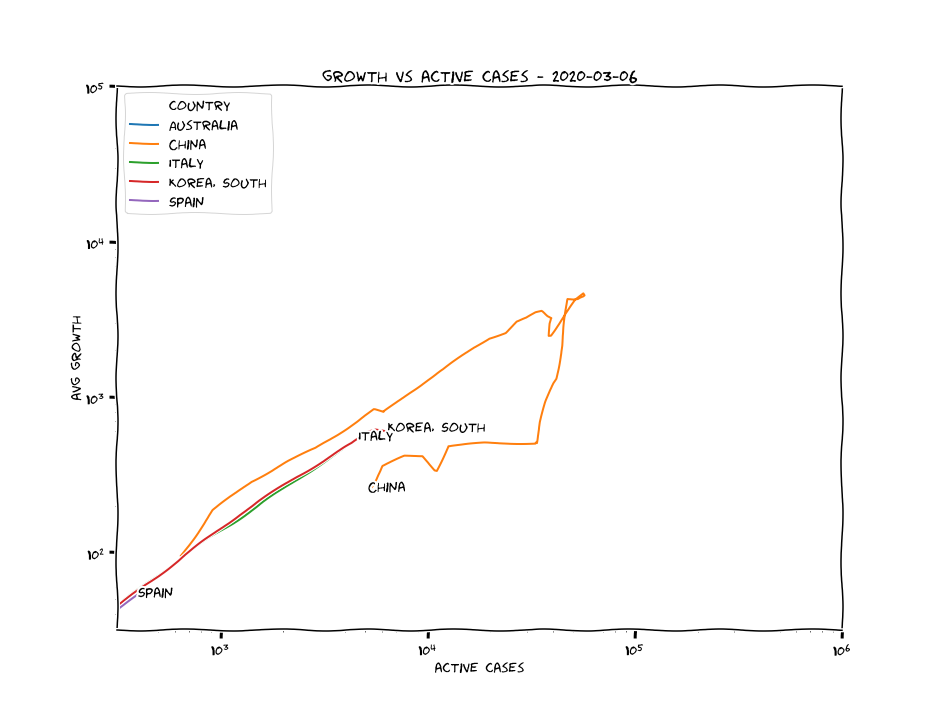 GROWTH VS ACTIVE CASES - 2020-03-06
10⁵
COUNTRY
AUSTRALIA
CHINA
ITALY
KOREA, SOUTH
SPAIN
10⁴
AVG GROWTH
10³
KOREA, SOUTH
ITALY
CHINA
10²
SPAIN
10³ 10⁴ 10⁵ 10⁶
ACTIVE CASES